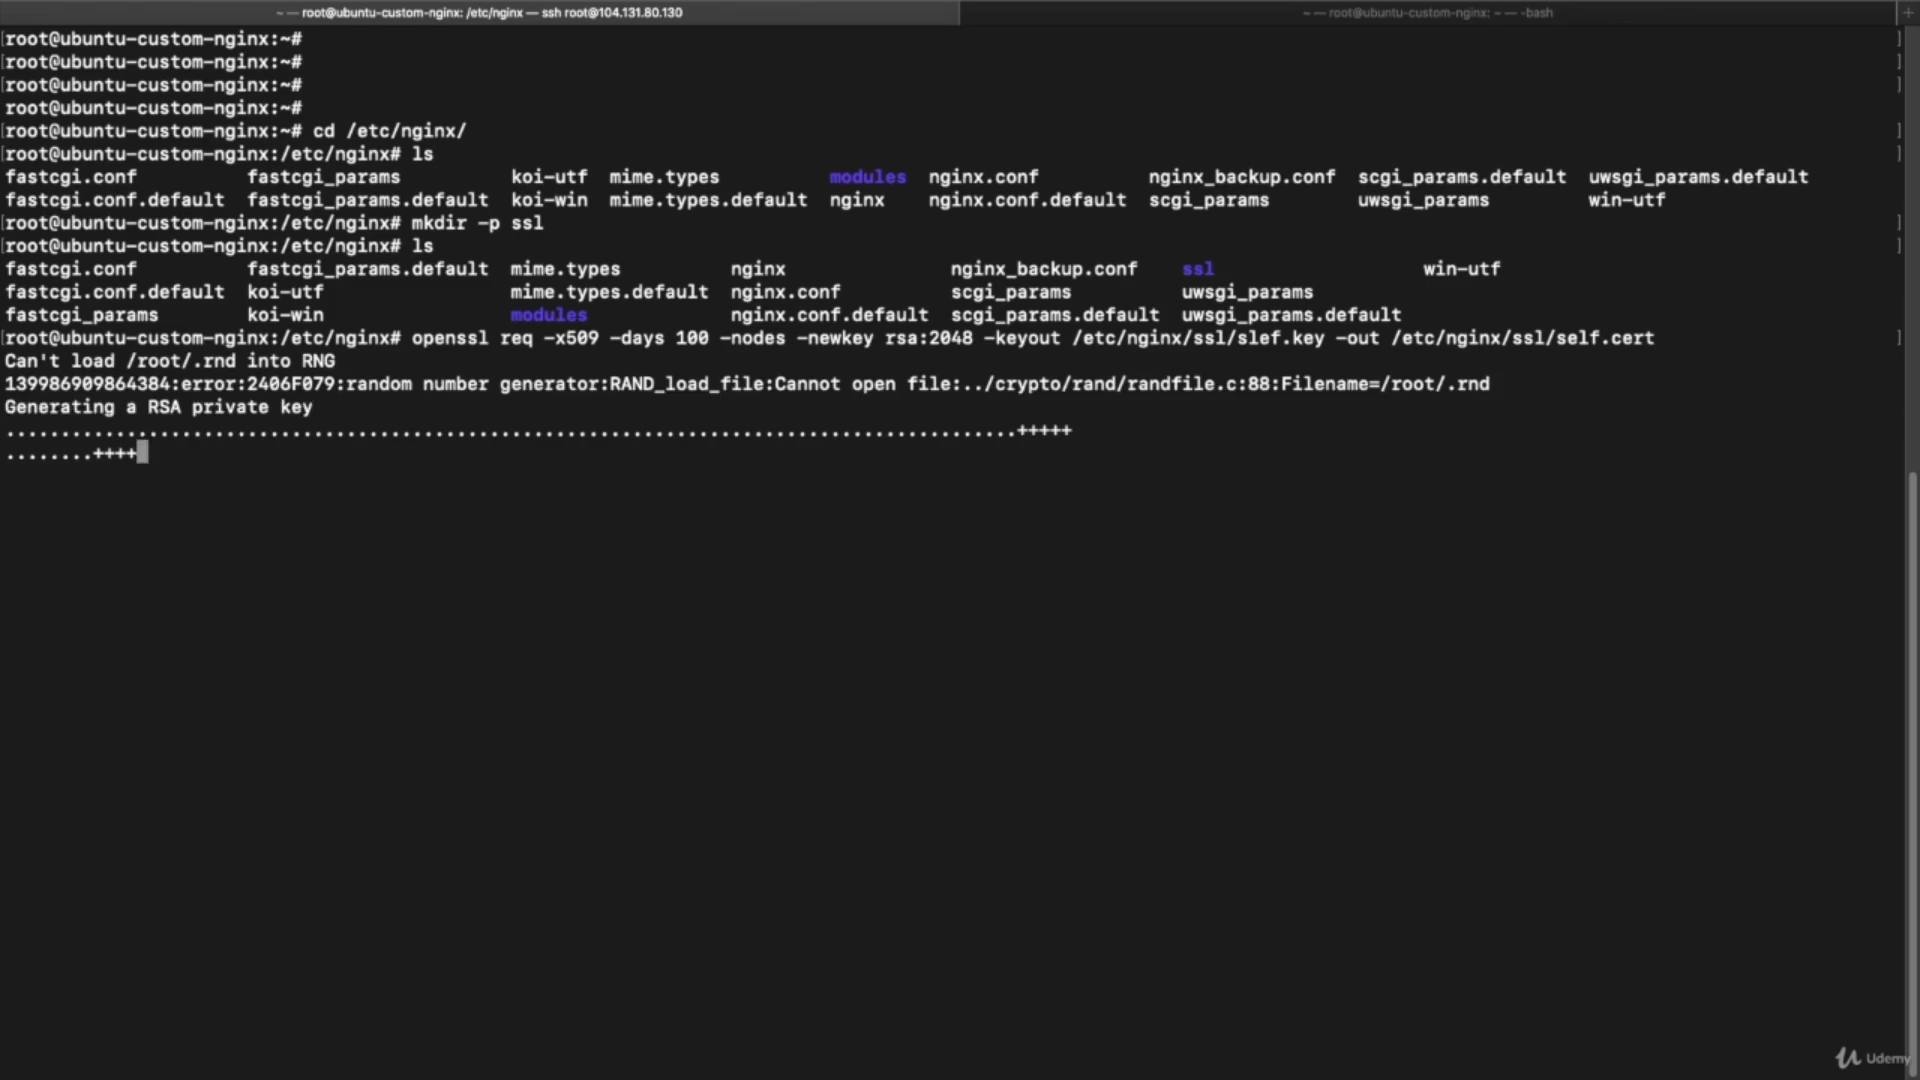 ~ — root@ubuntu-custom-nginx: /etc/nginx — ssh root@104.131.80.130
~ — root@ubuntu-custom-nginx: ~ — -bash
+
[root@ubuntu-custom-nginx:~# ]
[root@ubuntu-custom-nginx:~# ]
[root@ubuntu-custom-nginx:~# ]
root@ubuntu-custom-nginx:~#
[root@ubuntu-custom-nginx:~# cd /etc/nginx/ ]
[root@ubuntu-custom-nginx:/etc/nginx# ls ]
fastcgi.conf fastcgi_params koi-utf mime.types modules nginx.conf nginx_backup.conf scgi_params.default uwsgi_params.default
fastcgi.conf.default fastcgi_params.default koi-win mime.types.default nginx nginx.conf.default scgi_params uwsgi_params win-utf
[root@ubuntu-custom-nginx:/etc/nginx# mkdir -p ssl ]
[root@ubuntu-custom-nginx:/etc/nginx# ls ]
fastcgi.conf fastcgi_params.default mime.types nginx nginx_backup.conf ssl win-utf
fastcgi.conf.default koi-utf mime.types.default nginx.conf scgi_params uwsgi_params
fastcgi_params koi-win modules nginx.conf.default scgi_params.default uwsgi_params.default
[root@ubuntu-custom-nginx:/etc/nginx# openssl req -x509 -days 100 -nodes -newkey rsa:2048 -keyout /etc/nginx/ssl/slef.key -out /etc/nginx/ssl/self.cert ]
Can't load /root/.rnd into RNG
139986909864384:error:2406F079:random number generator:RAND_load_file:Cannot open file:../crypto/rand/randfile.c:88:Filename=/root/.rnd
Generating a RSA private key
............................................................................................+++++
........++++
Udemy